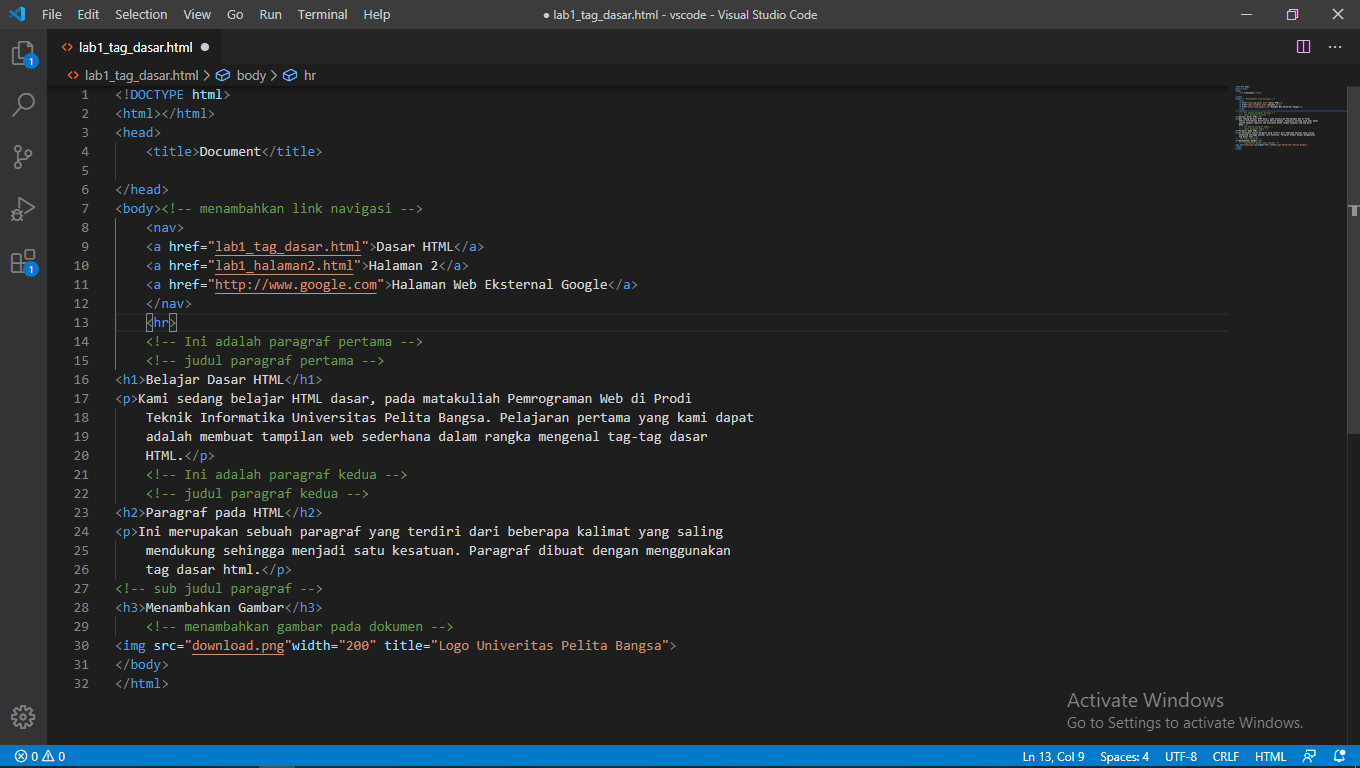 File Edit Selection View Go Run Terminal Help ● lab1_tag_dasar.html - vscode - Visual Studio Code
<> lab1_tag_dasar.html ●
1
<> lab1_tag_dasar.html > body > hr
1 <!DOCTYPE html>
2 <html></html>
3 <head>
4     <title>Document</title>
5
6 </head>
7 <body><!-- menambahkan link navigasi -->
8     <nav>
9     <a href="lab1_tag_dasar.html">Dasar HTML</a>
10     <a href="lab1_halaman2.html">Halaman 2</a>
11     <a href="http://www.google.com">Halaman Web Eksternal Google</a>
12     </nav>
13     <hr>
14     <!-- Ini adalah paragraf pertama -->
15     <!-- judul paragraf pertama -->
16 <h1>Belajar Dasar HTML</h1>
17 <p>Kami sedang belajar HTML dasar, pada matakuliah Pemrograman Web di Prodi
18     Teknik Informatika Universitas Pelita Bangsa. Pelajaran pertama yang kami dapat
19     adalah membuat tampilan web sederhana dalam rangka mengenal tag-tag dasar
20     HTML.</p>
21     <!-- Ini adalah paragraf kedua -->
22     <!-- judul paragraf kedua -->
23 <h2>Paragraf pada HTML</h2>
24 <p>Ini merupakan sebuah paragraf yang terdiri dari beberapa kalimat yang saling
25     mendukung sehingga menjadi satu kesatuan. Paragraf dibuat dengan menggunakan
26     tag dasar html.</p>
27 <!-- sub judul paragraf -->
28 <h3>Menambahkan Gambar</h3>
29     <!-- menambahkan gambar pada dokumen -->
30 <img src="download.png"width="200" title="Logo Univeritas Pelita Bangsa">
31 </body>
32 </html>
1
Activate Windows
Go to Settings to activate Windows.
0 0 Ln 13, Col 9 Spaces: 4 UTF-8 CRLF HTML